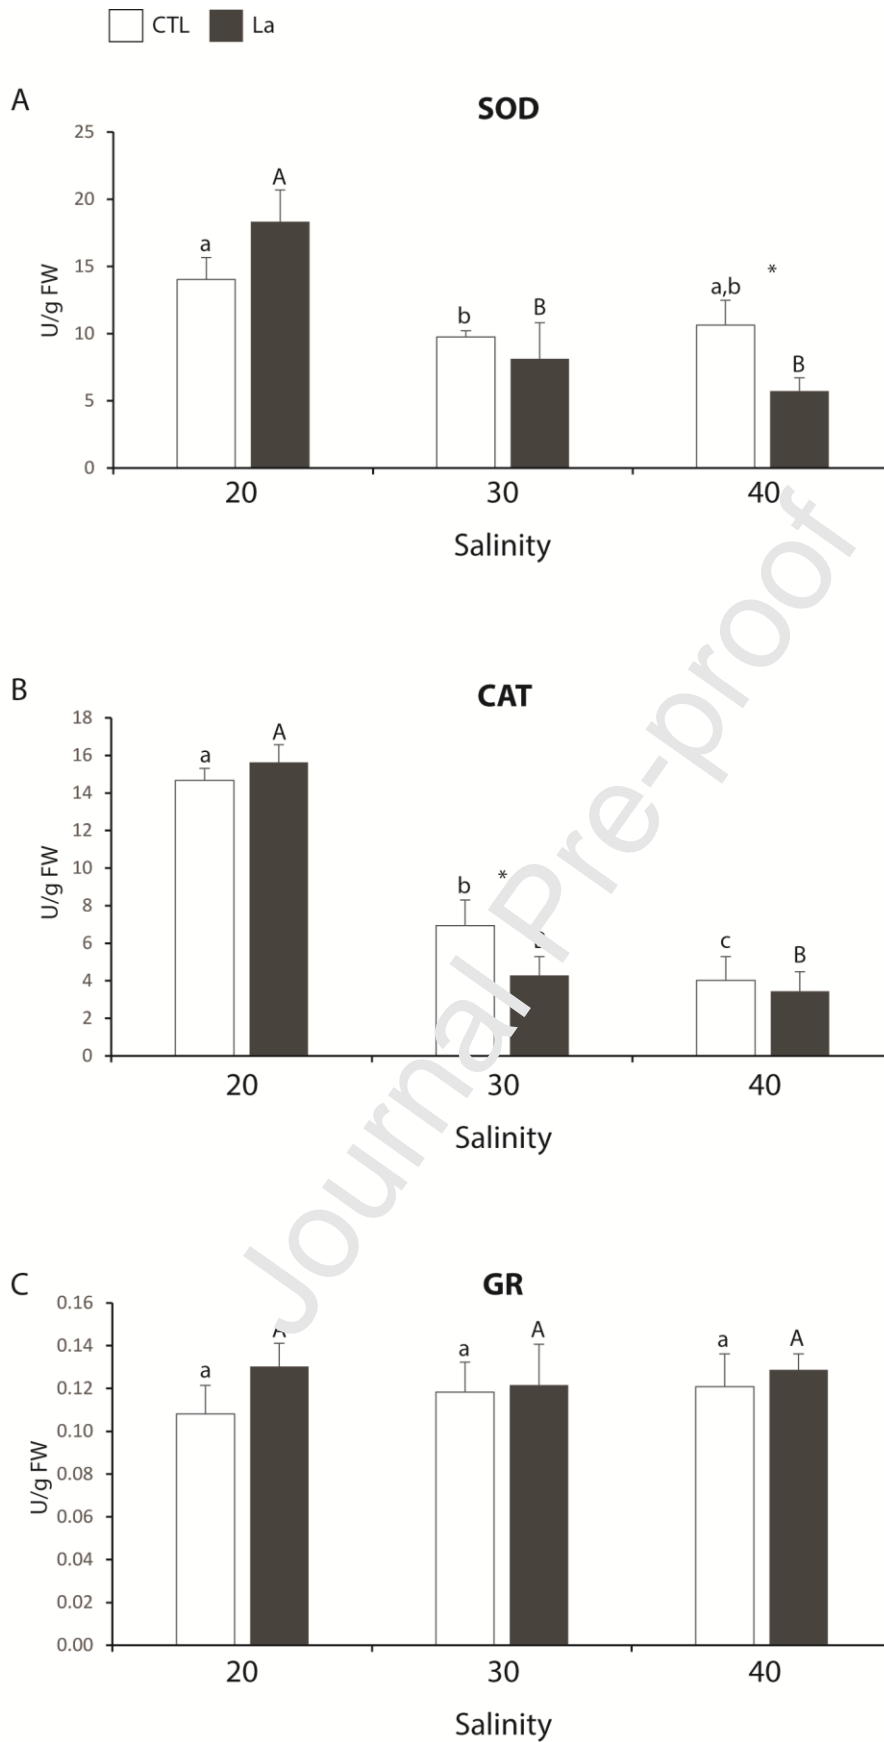 CTL La
A
SOD
25
20
15
10
5
0
U/g FW
a A b B a,b * B
20 30 40
Salinity
B
CAT
18
16
14
12
10
8
6
4
2
0
U/g FW
a A b * c B
20 30 40
Salinity
C
GR
0.16
0.14
0.12
0.10
0.08
0.06
0.04
0.02
0.00
U/g FW
a A a A a A
20 30 40
Salinity
Journal Pre-proof